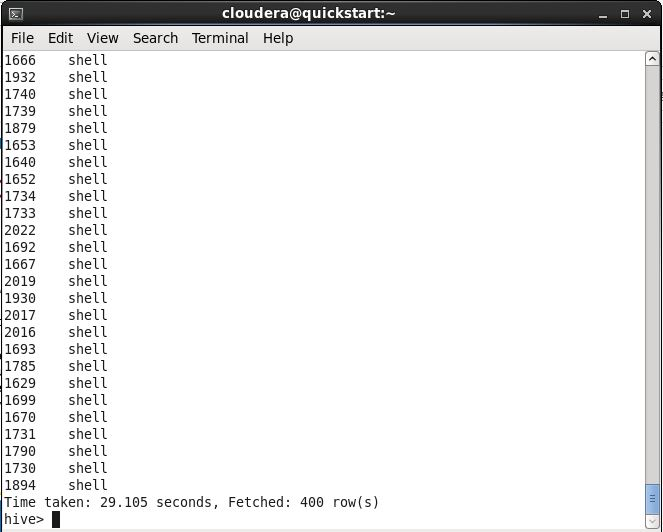 cloudera@quickstart:~
File Edit View Search Terminal Help
1666 shell
1932 shell
1740 shell
1739 shell
1879 shell
1653 shell
1640 shell
1652 shell
1734 shell
1733 shell
2022 shell
1692 shell
1667 shell
2019 shell
1930 shell
2017 shell
2016 shell
1693 shell
1785 shell
1629 shell
1699 shell
1670 shell
1731 shell
1790 shell
1730 shell
1894 shell
Time taken: 29.105 seconds, Fetched: 400 row(s)
hive>